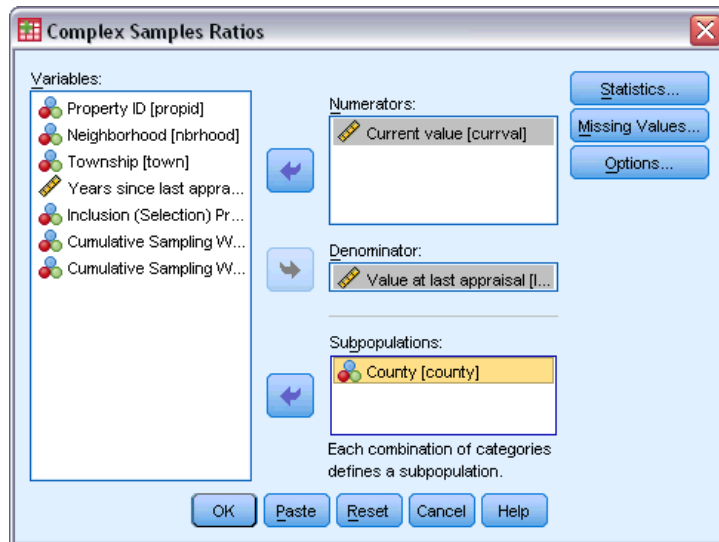 Complex Samples Ratios
Variables:
Property ID [propid]
Neighborhood [nbrhood]
Township [town]
Years since last appra...
Inclusion (Selection) Pr...
Cumulative Sampling W...
Cumulative Sampling W...
Numerators:
Current value [currval]
Denominator:
Value at last appraisal [l...
Subpopulations:
County [county]
Each combination of categories
defines a subpopulation.
Statistics...
Missing Values...
Options...
OK Paste Reset Cancel Help